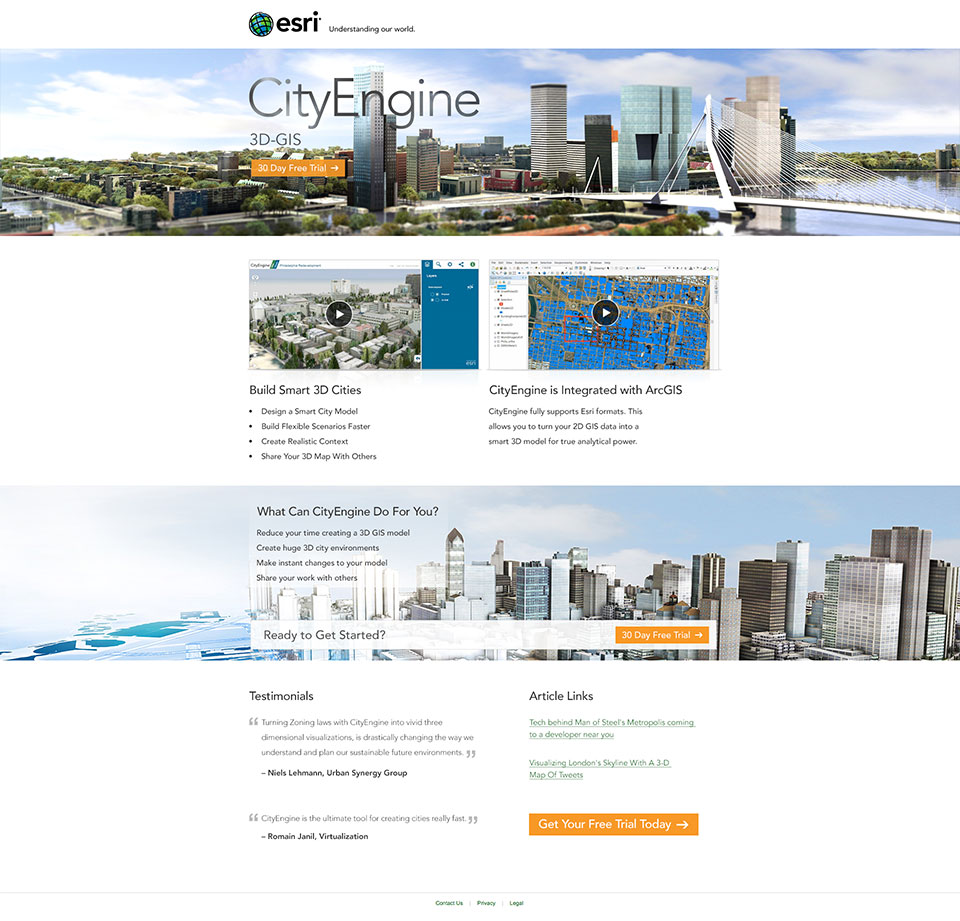 esri
Understanding our world.
CityEngine
3D-GIS
30 Day Free Trial →
CityEngine
Layers
esri
Build Smart 3D Cities
• Design a Smart City Model
• Build Flexible Scenarios Faster
• Create Realistic Context
• Share Your 3D Map With Others
CityEngine is Integrated with ArcGIS
CityEngine fully supports Esri formats. This
allows you to turn your 2D GIS data into a
smart 3D model for true analytical power.
What Can CityEngine Do For You?
Reduce your time creating a 3D GIS model
Create huge 3D city environments
Make instant changes to your model
Share your work with others
Ready to Get Started?
30 Day Free Trial →
Testimonials
“ Turning Zoning laws with CityEngine into vivid three
dimensional visualizations, is drastically changing the way we
understand and plan our sustainable future environments. ”
– Niels Lehmann, Urban Synergy Group
“ CityEngine is the ultimate tool for creating cities really fast. ”
– Romain Janil, Virtualization
Article Links
Tech behind Man of Steel's Metropolis coming
to a developer near you
Visualizing London's Skyline With A 3-D
Map Of Tweets
Get Your Free Trial Today →
Contact Us | Privacy | Legal